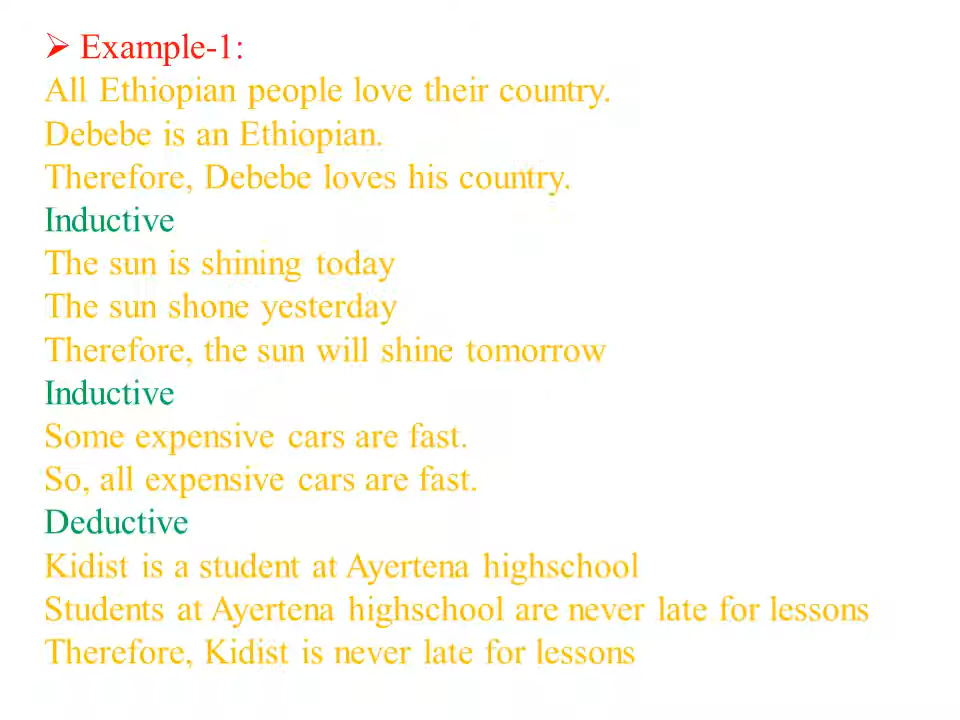 ➢ Example-1:
All Ethiopian people love their country.
Debebe is an Ethiopian.
Therefore, Debebe loves his country.
Inductive
The sun is shining today
The sun shone yesterday
Therefore, the sun will shine tomorrow
Inductive
Some expensive cars are fast.
So, all expensive cars are fast.
Deductive
Kidist is a student at Ayertena highschool
Students at Ayertena highschool are never late for lessons
Therefore, Kidist is never late for lessons